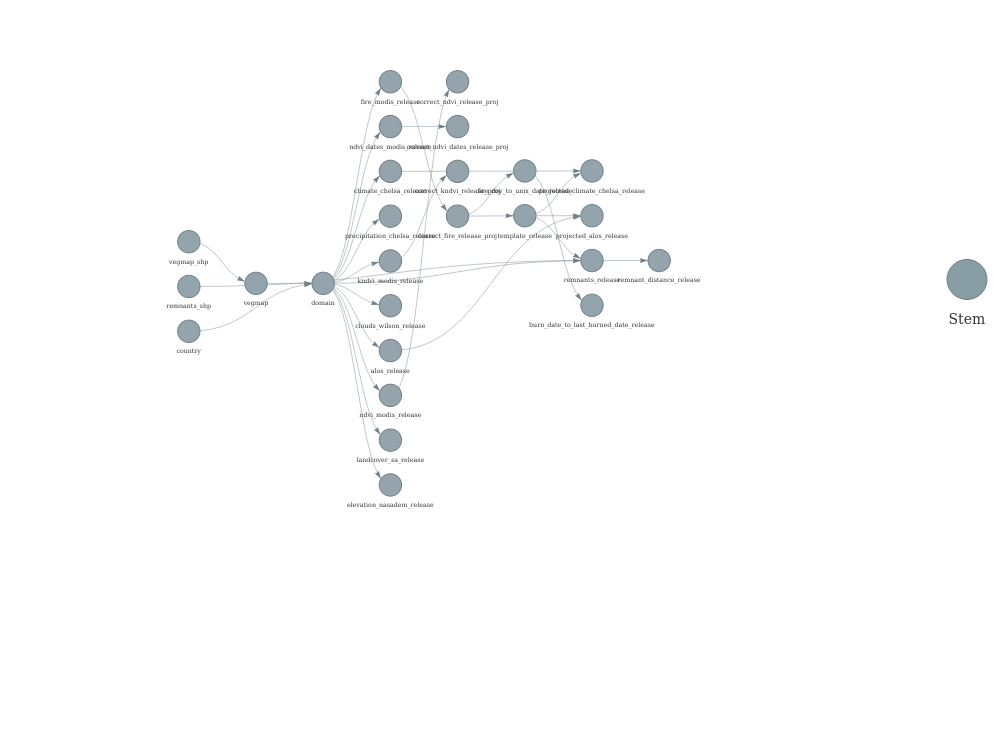 fire_modis_release
correct_ndvi_release_proj
ndvi_dates_modis_release
correct_ndvi_dates_release_proj
climate_chelsa_release
correct_kndvi_release_proj
fire_doy_to_unix_date_release
projected_climate_chelsa_release
precipitation_chelsa_release
correct_fire_release_proj
template_release
projected_alos_release
vegmap_shp
kndvi_modis_release
remnants_release
remnant_distance_release
remnants_shp
vegmap
domain
Stem
clouds_wilson_release
burn_date_to_last_burned_date_release
country
alos_release
ndvi_modis_release
landcover_za_release
elevation_nasadem_release